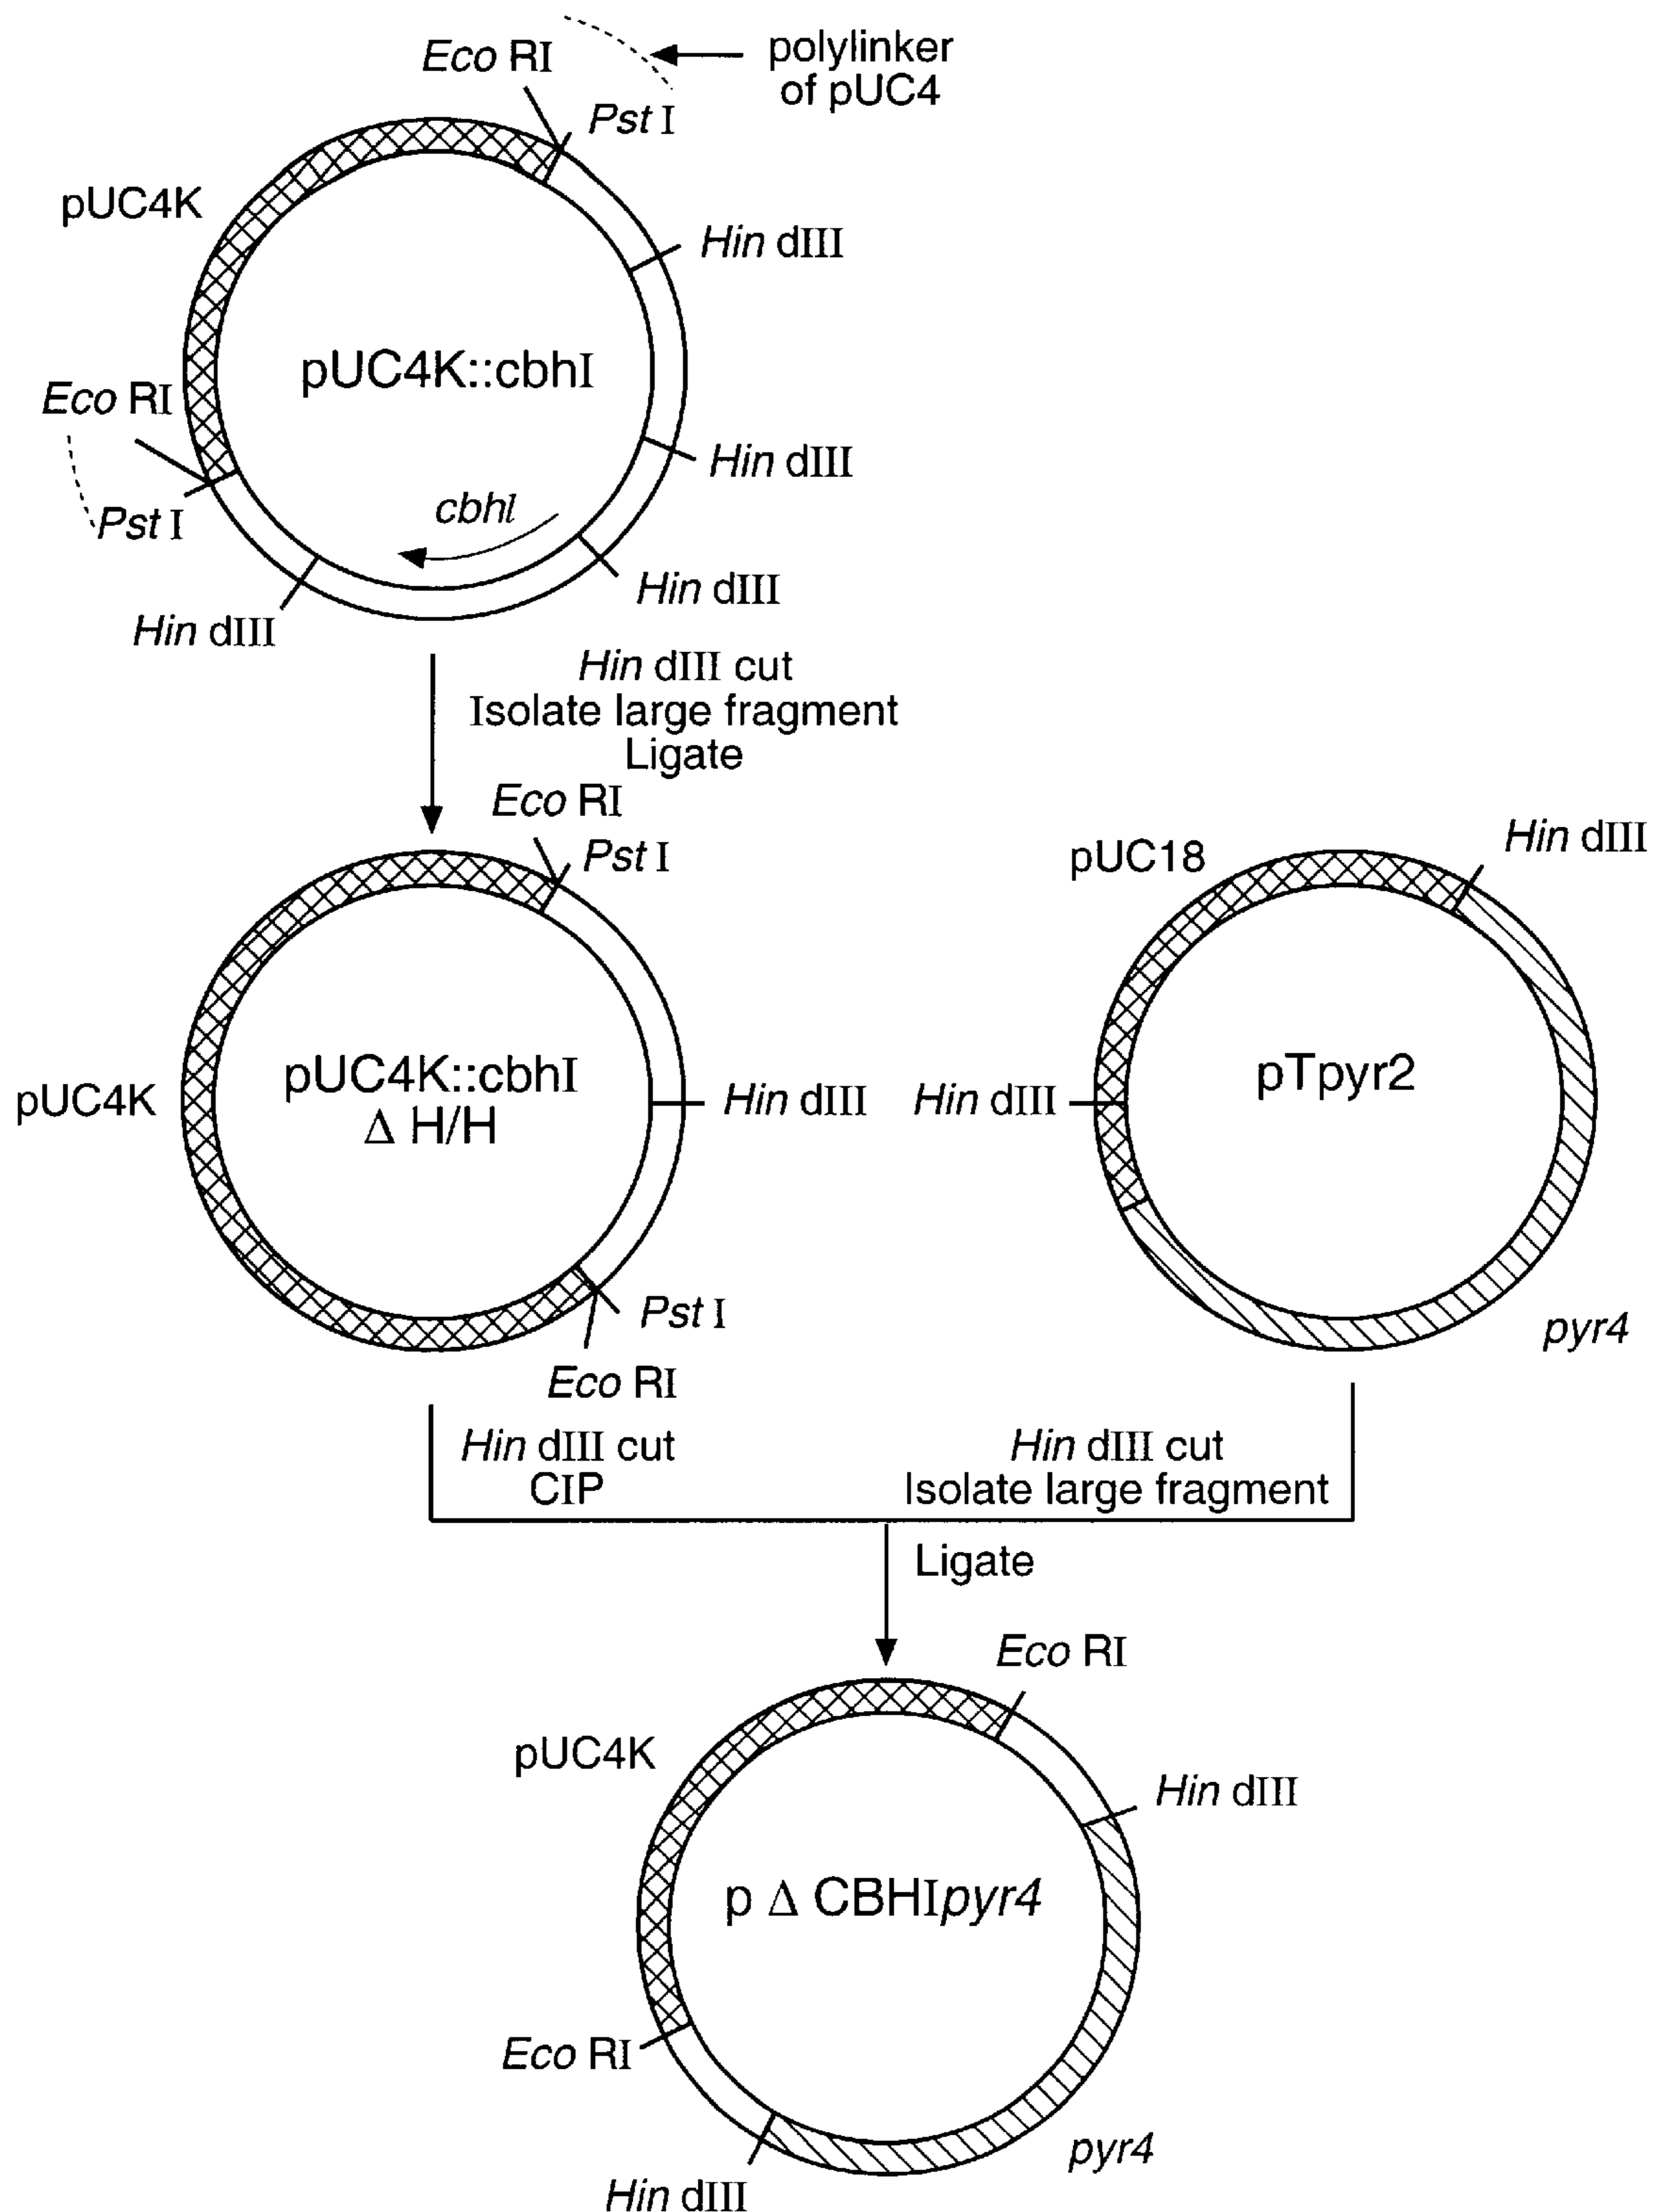 Eco RI
polylinker
of pUC4
Pst I
pUC4K
Hin dIII
pUC4K::cbhI
Eco RI
Hin dIII
cbhl
Pst I
Hin dIII
Hin dIII
Hin dIII cut
Isolate large fragment
Ligate
Eco RI
Pst I
pUC18
Hin dIII
pUC4K::cbhI
Δ H/H
pUC4K
Hin dIII
Hin dIII
pTpyr2
Pst I
pyr4
Eco RI
Hin dIII cut
CIP
Hin dIII cut
Isolate large fragment
Ligate
Eco RI
pUC4K
Hin dIII
p Δ CBHIpyr4
Eco RI
pyr4
Hin dIII